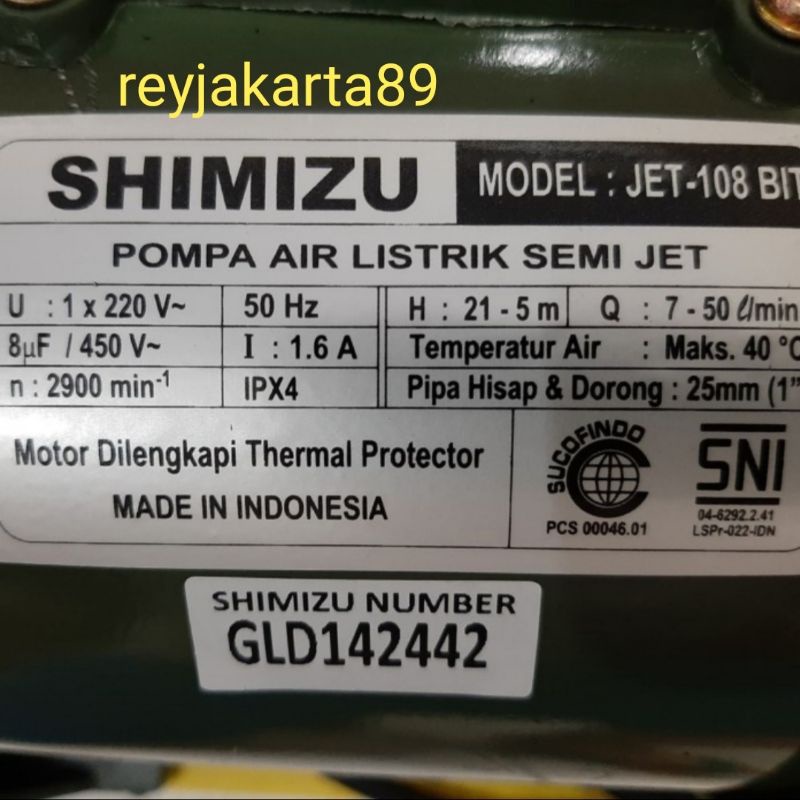 reyjakarta89
SHIMIZU MODEL : JET-108 BIT
POMPA AIR LISTRIK SEMI JET
U : 1 x 220 V~ 50 Hz H : 21 - 5 m Q : 7 - 50 ℓ/min
8µF / 450 V~ I : 1.6 A Temperatur Air : Maks. 40 °C
n : 2900 min-1 IPX4 Pipa Hisap & Dorong : 25mm (1"
Motor Dilengkapi Thermal Protector
MADE IN INDONESIA
SUCOFINDO
PCS 00046.01
SNI
04-6292.2.41
LSPr-022-IDN
SHIMIZU NUMBER
GLD142442